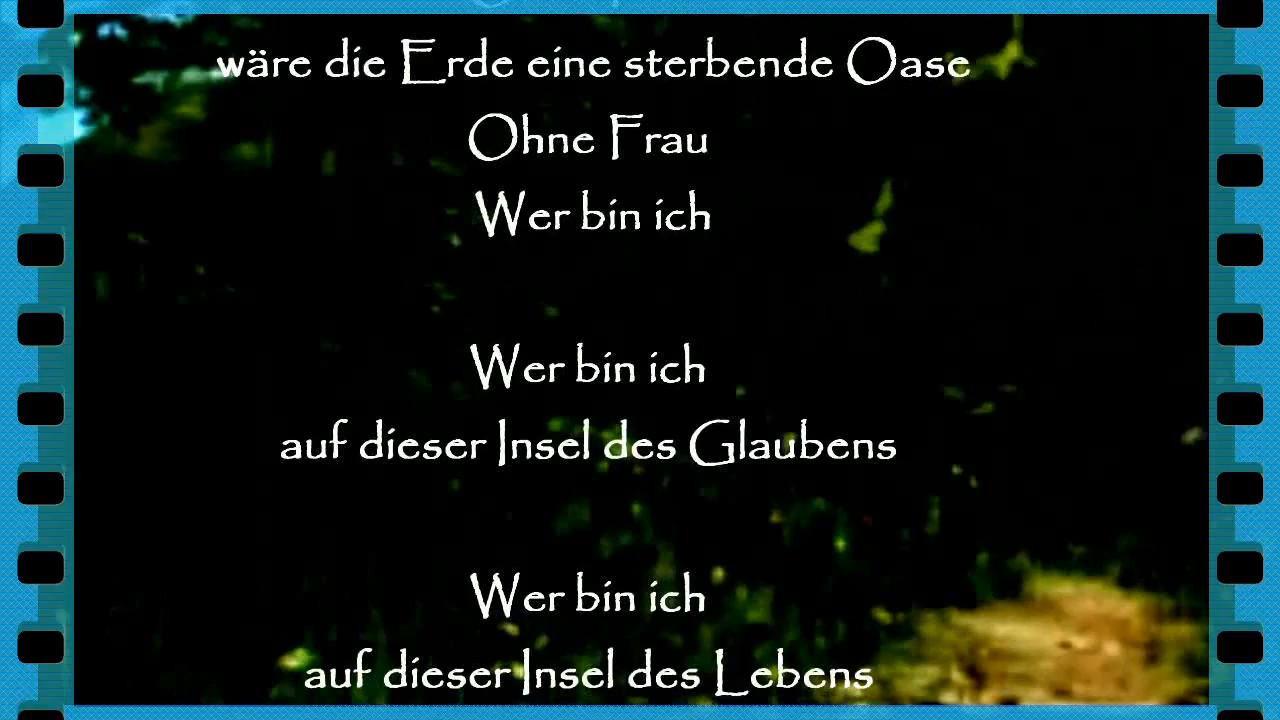 wäre die Erde eine sterbende Oase
Ohne Frau
Wer bin ich
Wer bin ich
auf dieser Insel des Glaubens
Wer bin ich
auf dieser Insel des Lebens